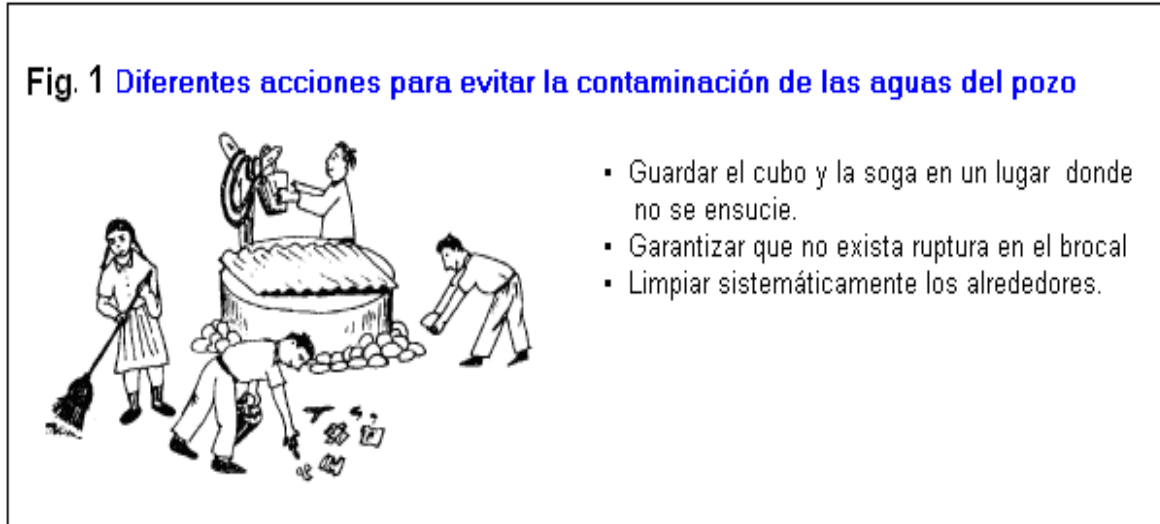 Fig. 1 Diferentes acciones para evitar la contaminación de las aguas del pozo
▪ Guardar el cubo y la soga en un lugar donde
no se ensucie.
▪ Garantizar que no exista ruptura en el brocal
▪ Limpiar sistemáticamente los alrededores.